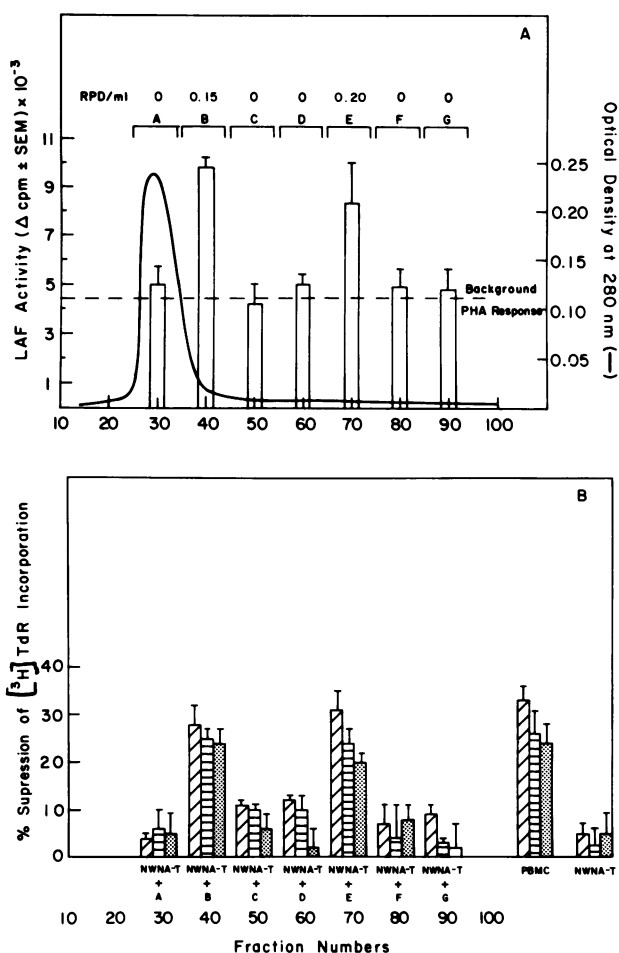 A
RPD/ml 0 0.15 0 0 0.20 0 0
A B C D E F G
LAF Activity (Δ cpm ± SEM) x 10-3
11
9
7
5
3
1
Optical Density at 280 nm (—)
0.25
0.20
0.15
0.10
0.05
Background
PHA Response
10 20 30 40 50 60 70 80 90 100
B
% Supression of [3H] TdR Incorporation
40
30
20
10
0
NWNA-T NWNA-T NWNA-T NWNA-T NWNA-T NWNA-T NWNA-T PBMC NWNA-T
+ + + + + + +
A B C D E F G
10 20 30 40 50 60 70 80 90 100
Fraction Numbers